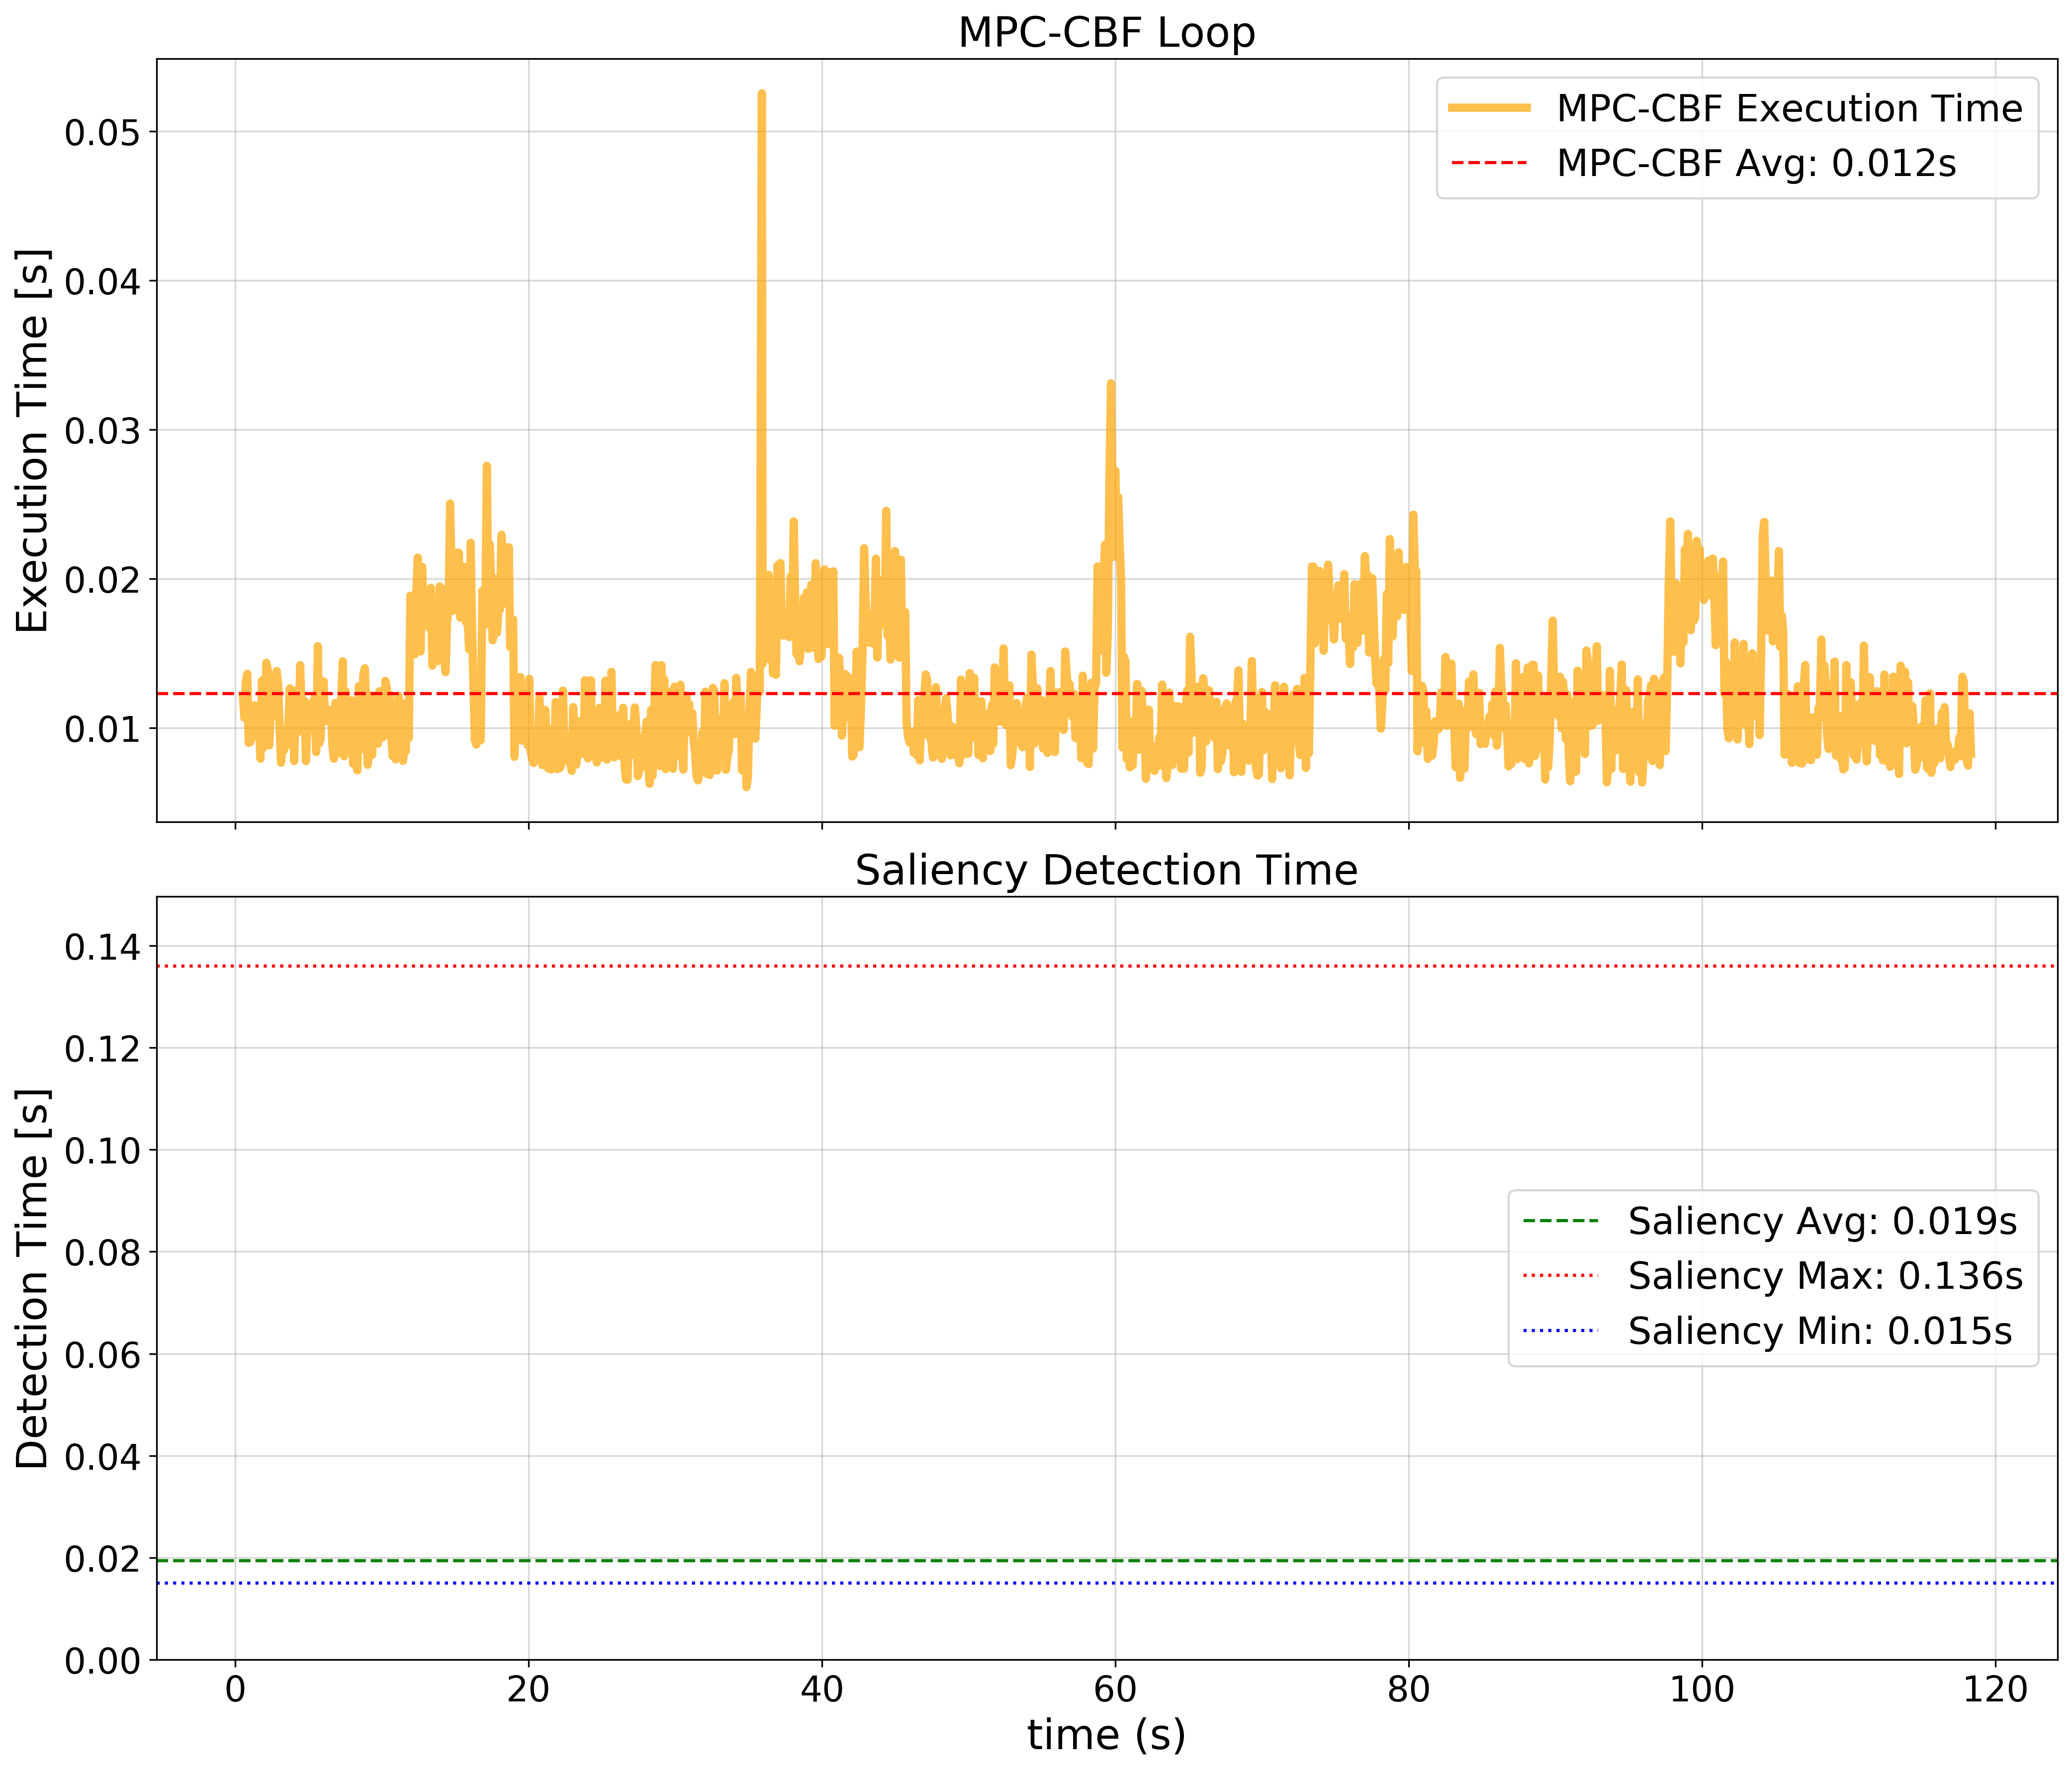 MPC-CBF Loop
MPC-CBF Execution Time
MPC-CBF Avg: 0.012s
Execution Time [s]
0.05
0.04
0.03
0.02
0.01
Saliency Detection Time
Saliency Avg: 0.019s
Saliency Max: 0.136s
Saliency Min: 0.015s
Detection Time [s]
0.14
0.12
0.10
0.08
0.06
0.04
0.02
0.00
0 20 40 60 80 100 120
time (s)